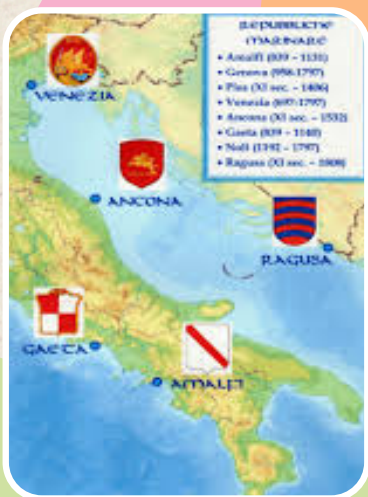 REPUBBLICHE
MARINARE
• Amalfi (839 - 1131)
• Genova (958-1797)
• Pisa (XI sec. - 1406)
• Venezia (697-1797)
• Ancona (XI sec. - 1532)
• Gaeta (839 - 1140)
• Noli (1192 - 1797)
• Ragusa (XI sec. - 1808)
VENEZIA
ANCONA
RAGUSA
GAETA
AMALFI